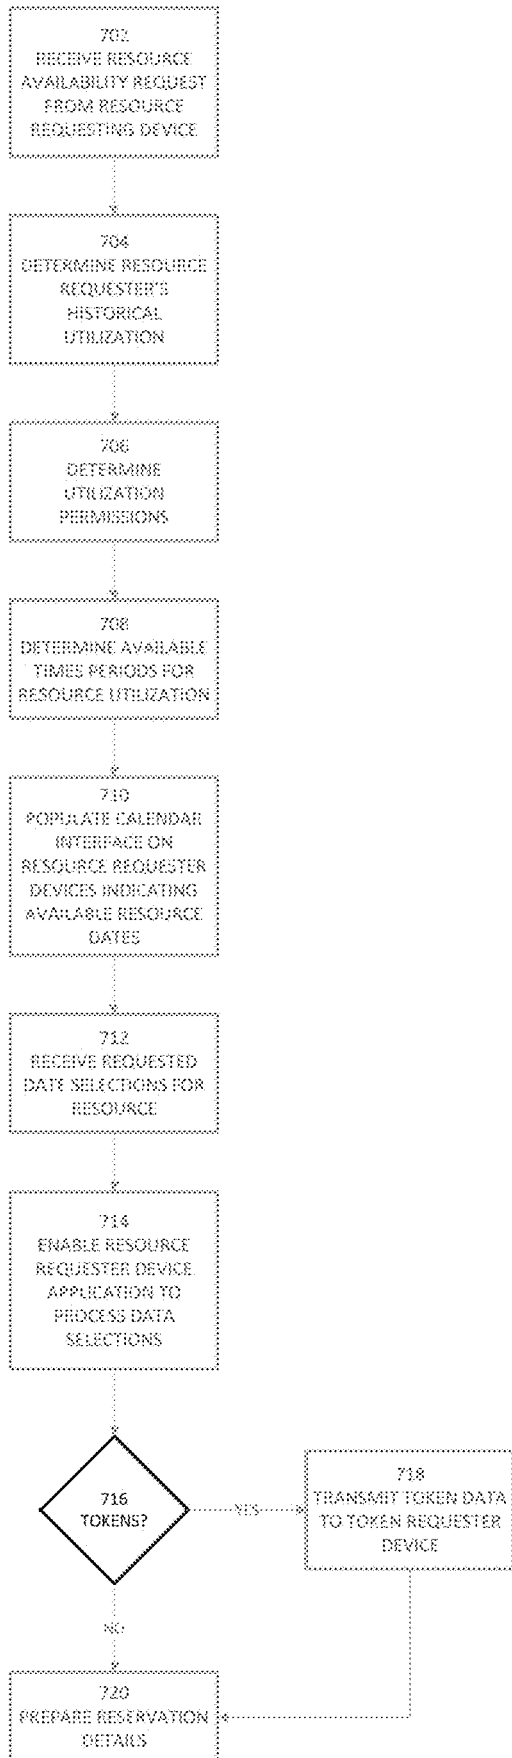 702
RECEIVE RESOURCE
AVAILABILITY REQUEST
FROM RESOURCE
REQUESTING DEVICE
704
DETERMINE RESOURCE
REQUESTER'S
HISTORICAL
UTILIZATION
706
DETERMINE
UTILIZATION
PERMISSIONS
708
DETERMINE AVAILABLE
TIMES PERIODS FOR
RESOURCE UTILIZATION
710
POPULATE CALENDAR
INTERFACE ON
RESOURCE REQUESTER
DEVICES INDICATING
AVAILABLE RESOURCE
DATES
712
RECEIVE REQUESTED
DATE SELECTIONS FOR
RESOURCE
714
ENABLE RESOURCE
REQUESTER DEVICE
APPLICATION TO
PROCESS DATA
SELECTIONS
716
TOKENS?
YES
718
TRANSMIT TOKEN DATA
TO TOKEN REQUESTER
DEVICE
NO
720
PREPARE RESERVATION
DETAILS